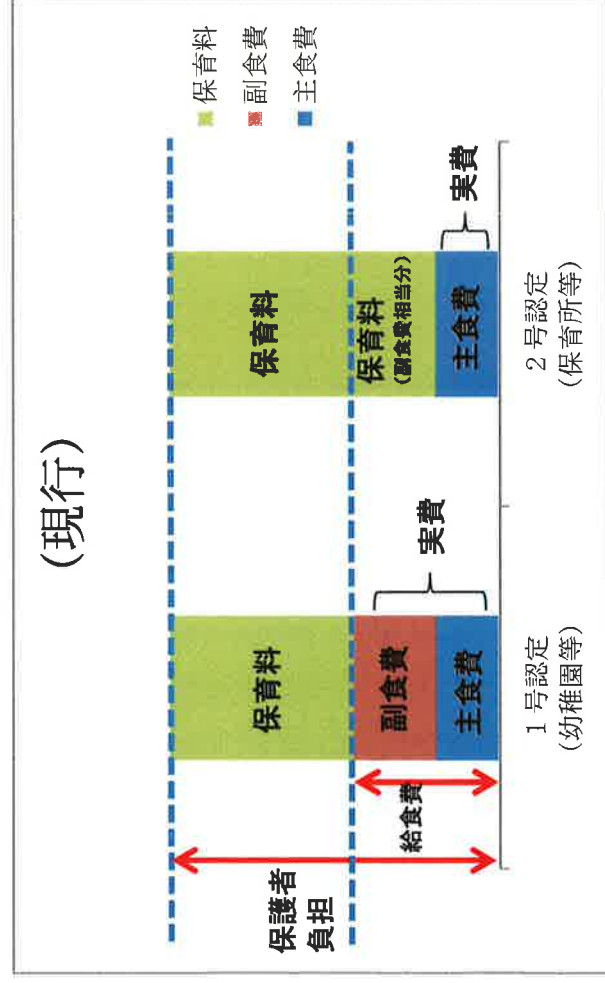 (現行)
保育料
副食費
主食費
保護者
負担
給食費
保育料
副食費
主食費
実費
保育料
保育料
(副食費相当分)
主食費
実費
1号認定
(幼稚園等)
2号認定
(保育所等)